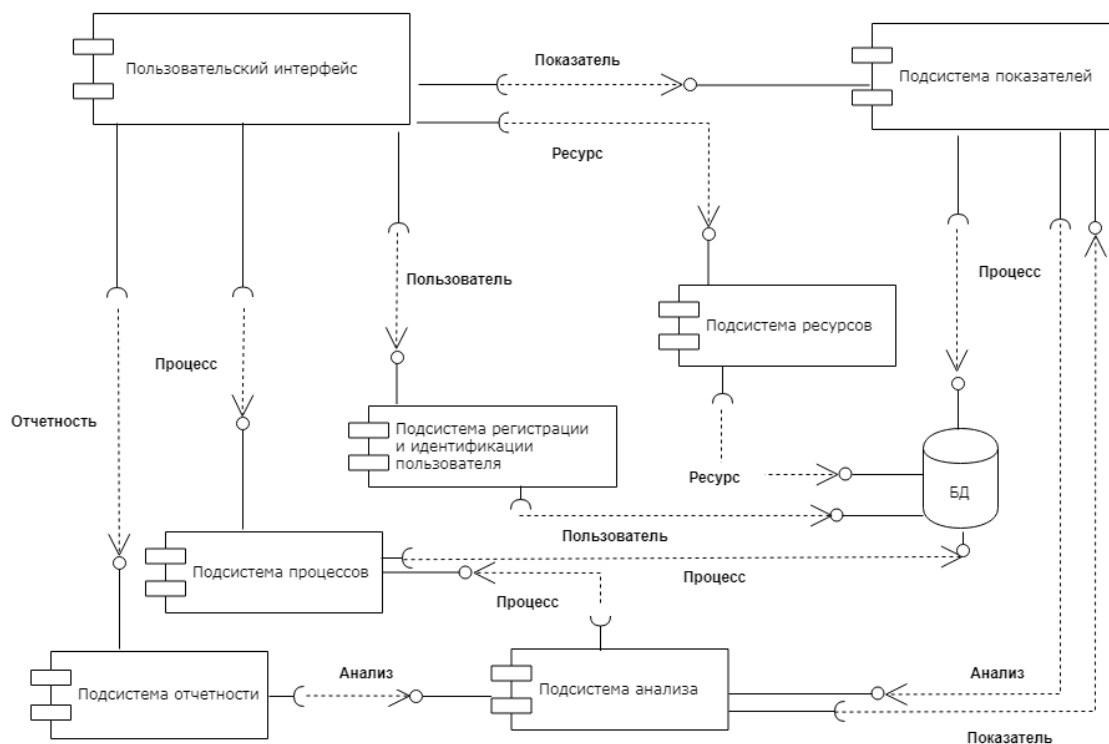 Пользовательский интерфейс
Показатель
Подсистема показателей
Ресурс
Пользователь
Процесс
Подсистема ресурсов
Процесс
Отчетность
Подсистема регистрации
и идентификации
пользователя
Ресурс
БД
Пользователь
Подсистема процессов
Процесс
Процесс
Анализ
Анализ
Подсистема отчетности
Подсистема анализа
Показатель